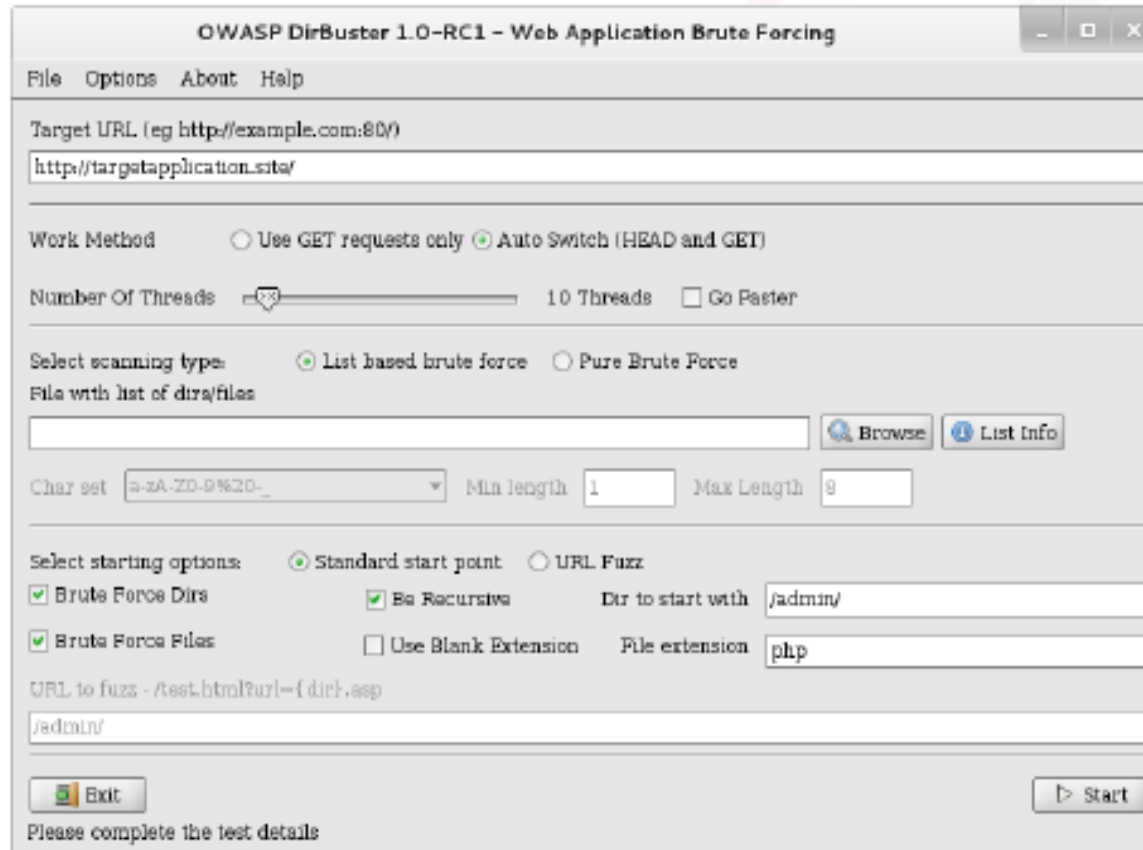 OWASP DirBuster 1.0-RC1 - Web Application Brute Forcing
File Options About Help
Target URL (eg http://example.com:80/)
http://targetapplication.site/
Work Method Use GET requests only Auto Switch (HEAD and GET)
Number Of Threads 10 Threads Go Faster
Select scanning type: List based brute force Pure Brute Force
File with list of dirs/files
Browse List Info
Char set a-zA-Z0-9%20-_ Min length 1 Max Length 8
Select starting options: Standard start point URL Fuzz
Brute Force Dirs Be Recursive Dir to start with /admin/
Brute Force Files Use Blank Extension File extension php
URL to fuzz - /test.html?url={dir}.asp
/admin/
Exit Start
Please complete the test details